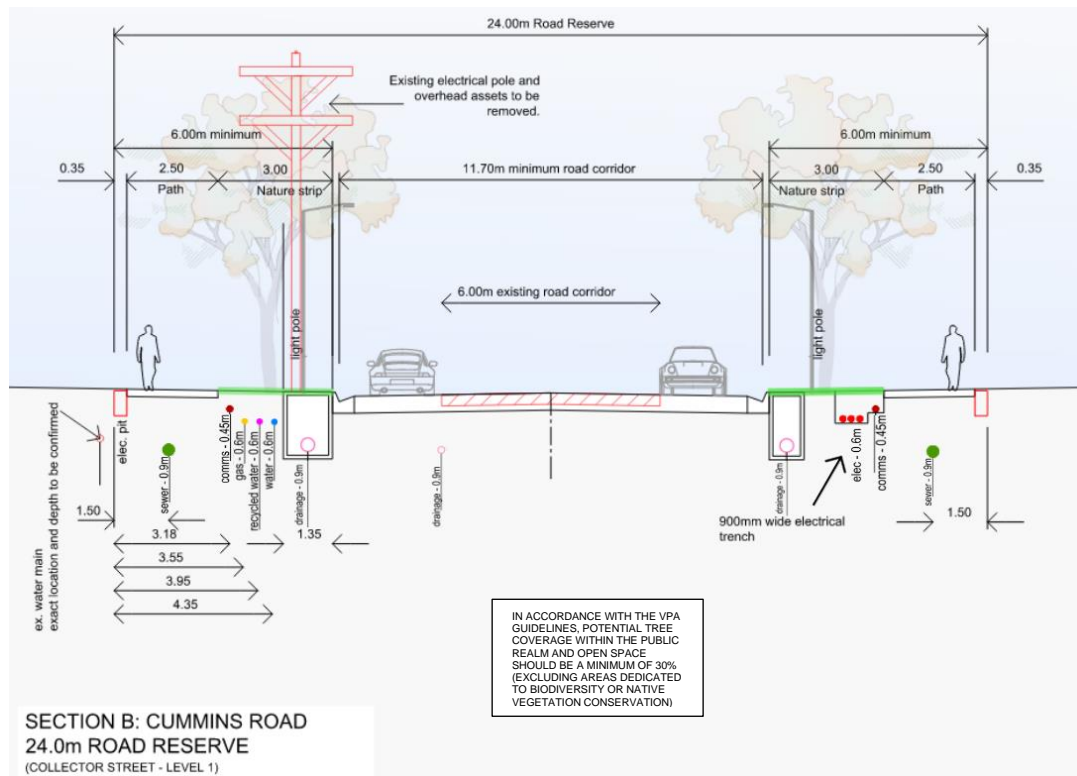 24.00m Road Reserve
Existing electrical pole and
overhead assets to be
removed.
6.00m minimum
6.00m minimum
0.35
2.50
Path
3.00
Nature strip
11.70m minimum road corridor
3.00
Nature strip
2.50
Path
0.35
6.00m existing road corridor
light pole
light pole
elec. pit
sewer - 0.9m
comms - 0.45m
gas - 0.6m
recycled water - 0.6m
water - 0.6m
drainage - 0.9m
drainage - 0.9m
drainage - 0.9m
elec - 0.6m
comms - 0.45m
sewer - 0.9m
ex. water main
exact location and depth to be confirmed
1.50
3.18
3.55
3.95
4.35
1.35
900mm wide electrical
trench
1.50
IN ACCORDANCE WITH THE VPA
GUIDELINES, POTENTIAL TREE
COVERAGE WITHIN THE PUBLIC
REALM AND OPEN SPACE
SHOULD BE A MINIMUM OF 30%
(EXCLUDING AREAS DEDICATED
TO BIODIVERSITY OR NATIVE
VEGETATION CONSERVATION)
SECTION B: CUMMINS ROAD
24.0m ROAD RESERVE
(COLLECTOR STREET - LEVEL 1)